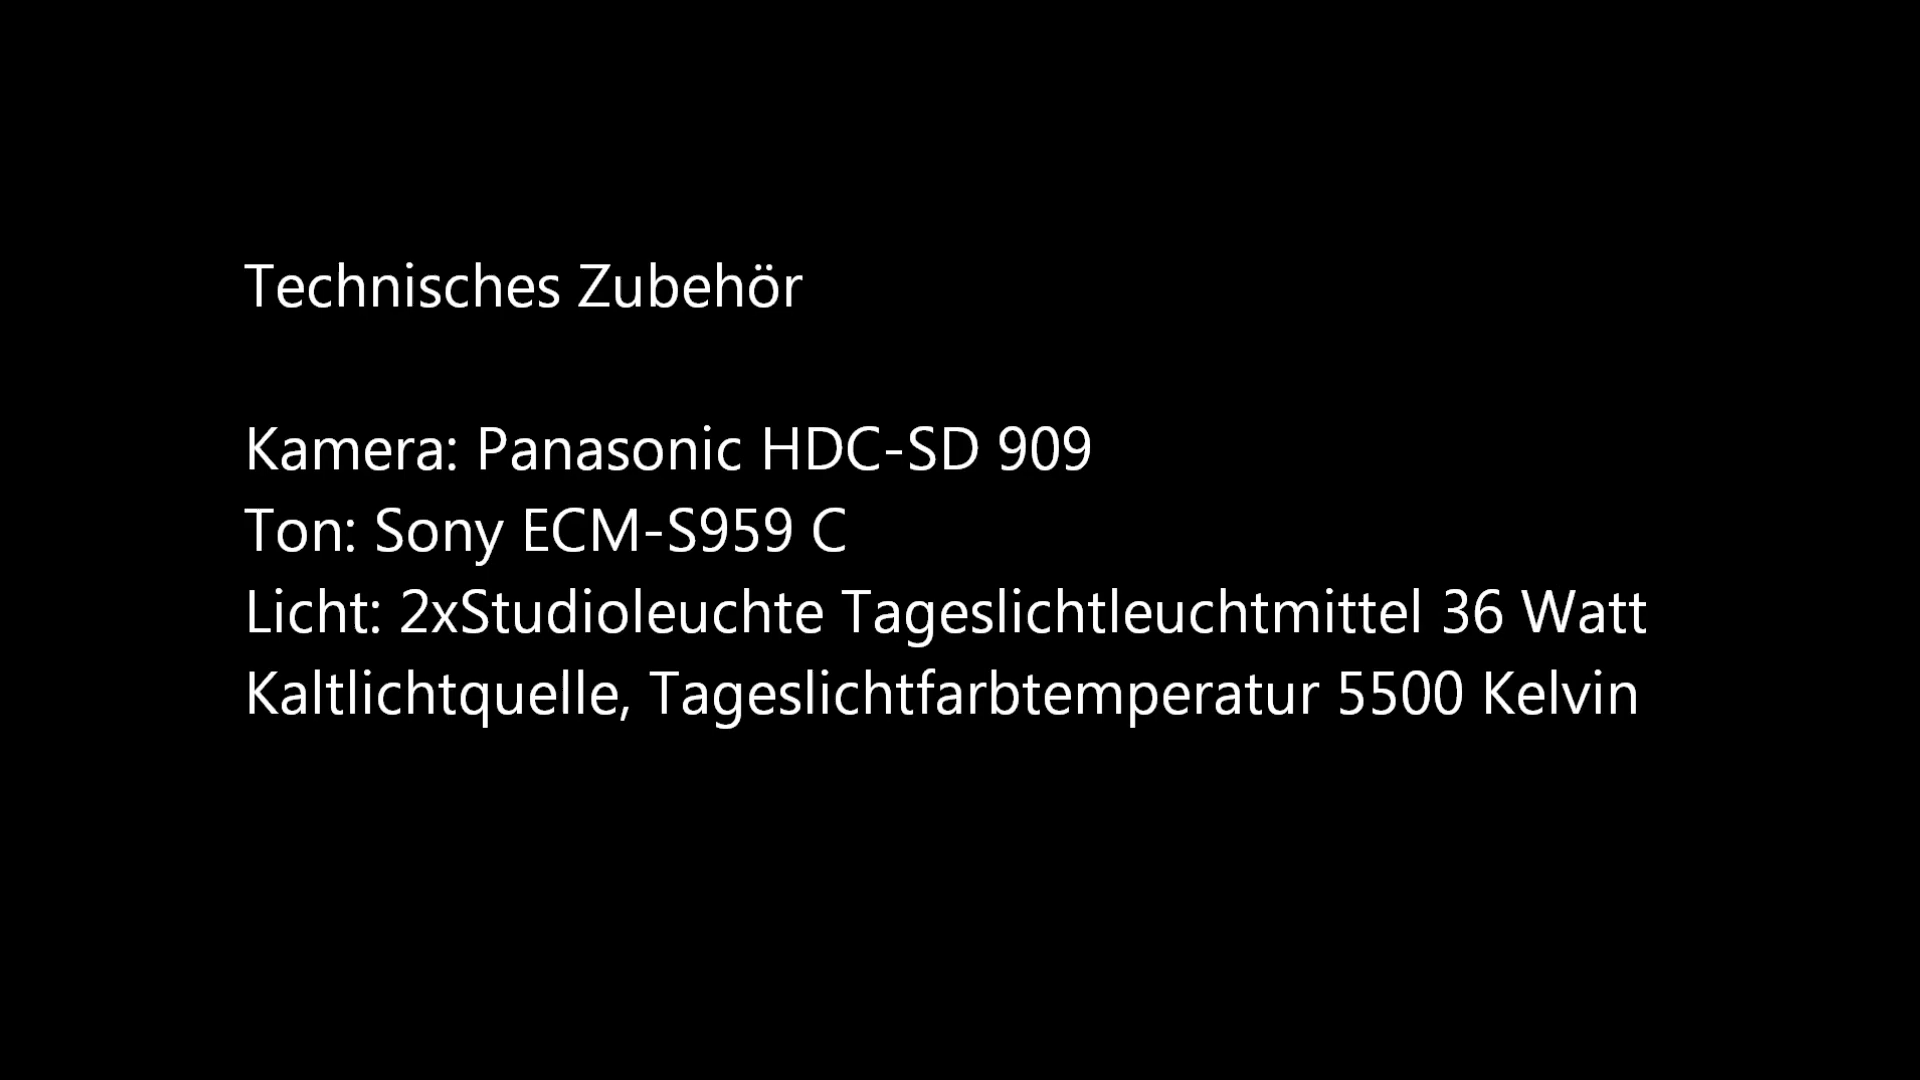 Technisches Zubehör
Kamera: Panasonic HDC-SD 909
Ton: Sony ECM-S959 C
Licht: 2xStudioleuchte Tageslichtleuchtmittel 36 Watt
Kaltlichtquelle, Tageslichtfarbtemperatur 5500 Kelvin